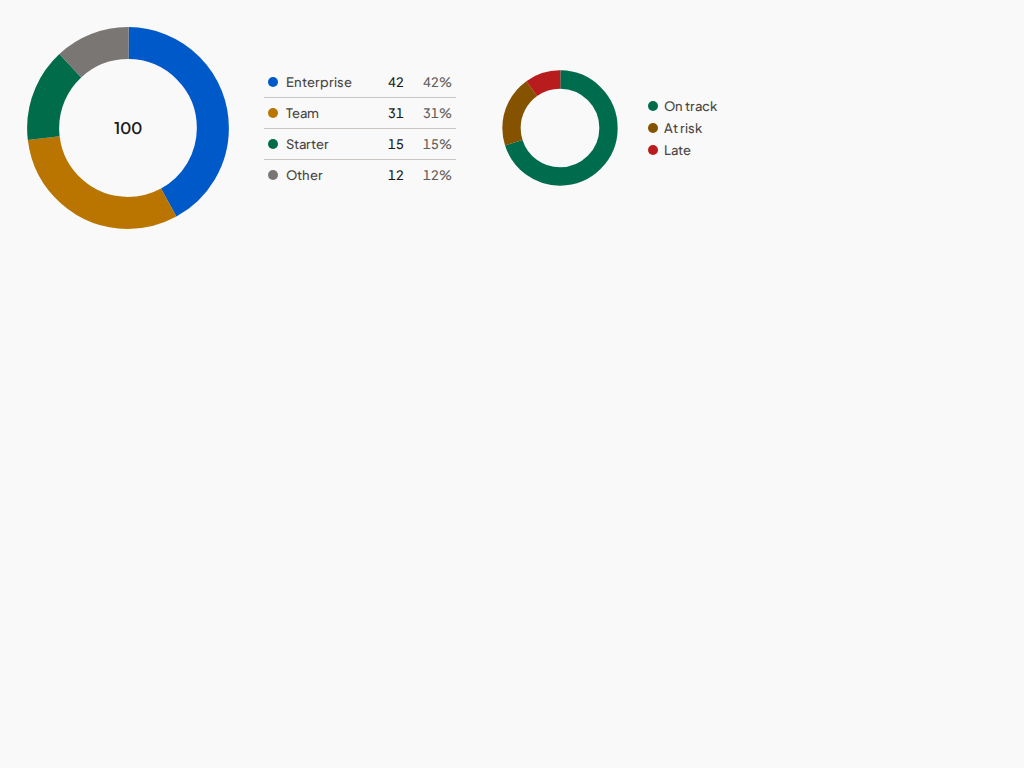 100
Enterprise 42 42%
Team 31 31%
Starter 15 15%
Other 12 12%
On track
At risk
Late